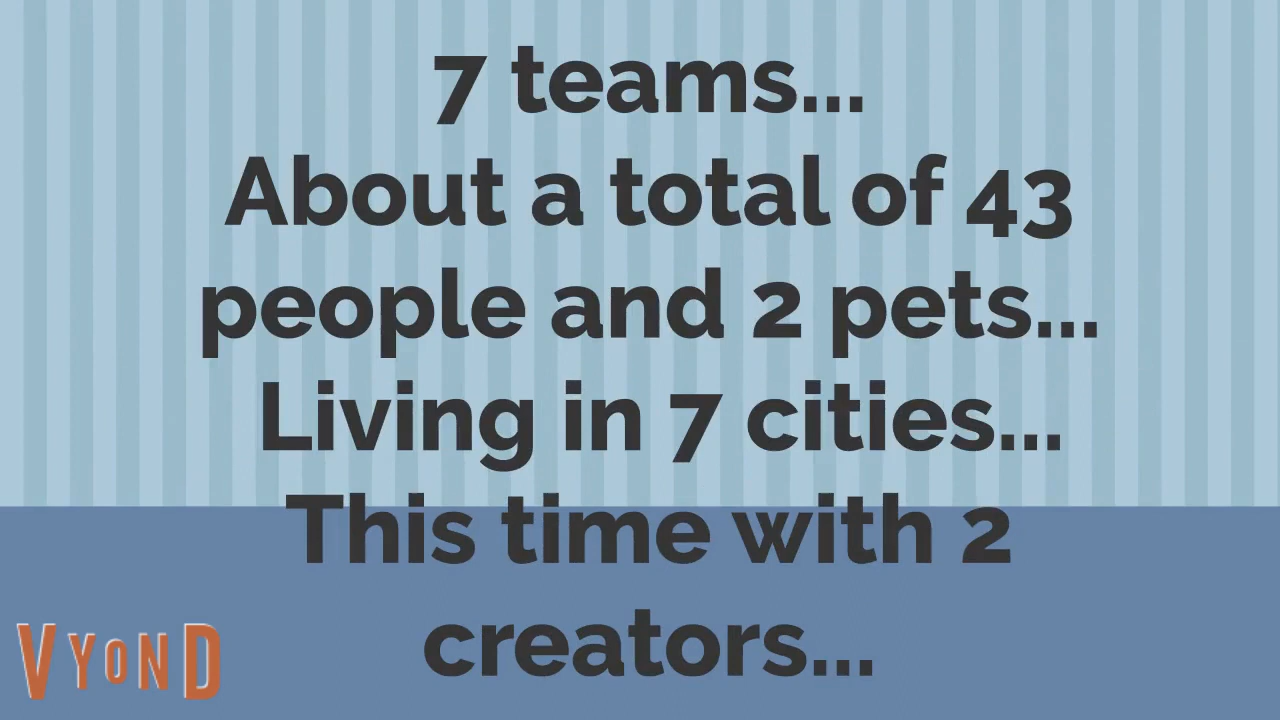 7 teams...
About a total of 43
people and 2 pets...
Living in 7 cities...
This time with 2
creators...
VYOND